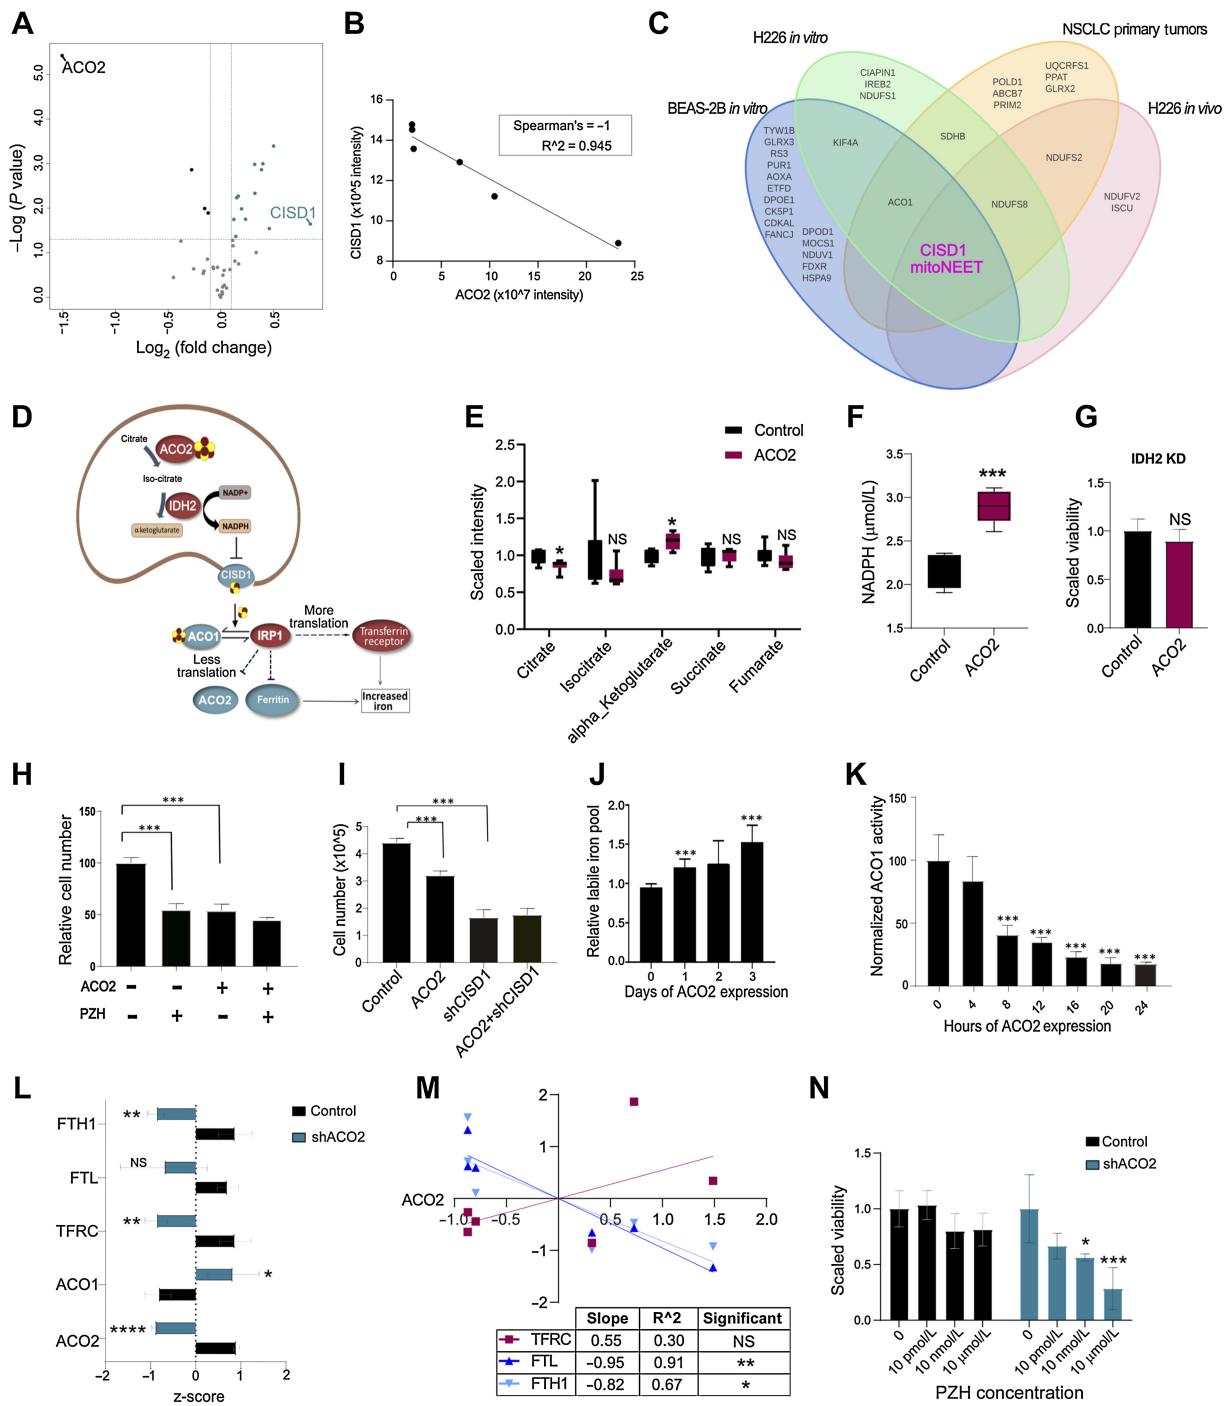 A
ACO2
CISD1
–Log (P value)
5.0
4.0
3.0
2.0
1.0
0.0
−1.5
−1.0
−0.5
0.0
0.5
Log2 (fold change)
B
CISD1 (x10^5 intensity)
16
14
12
10
8
Spearman's = –1
R^2 = 0.945
0
5
10
15
20
25
ACO2 (x10^7 intensity)
C
H226 in vitro
NSCLC primary tumors
BEAS-2B in vitro
H226 in vivo
CIAPIN1
IREB2
NDUFS1
POLD1
ABCB7
PRIM2
UQCRFS1
PPAT
GLRX2
TYW1B
GLRX3
RS3
PUR1
AOXA
ETFD
DPOE1
CK5P1
CDKAL
FANCJ
DPOD1
MOCS1
NDUV1
FDXR
HSPA9
KIF4A
SDHB
NDUFS2
ACO1
NDUFS8
NDUFV2
ISCU
CISD1
mitoNEET
D
Citrate
ACO2
Iso-citrate
IDH2
NADP+
α ketoglutarate
NADPH
CISD1
ACO1
IRP1
More
translation
Transferrin
receptor
Less
translation
ACO2
Ferritin
Increased
iron
E
Control
ACO2
Scaled intensity
2.5
2.0
1.5
1.0
0.5
0.0
*
NS
*
NS
NS
Citrate
Isocitrate
alpha_Ketoglutarate
Succinate
Fumarate
F
NADPH (µmol/L)
3.5
3.0
2.5
2.0
1.5
***
Control
ACO2
G
IDH2 KD
Scaled viability
1.5
1.0
0.5
0.0
NS
Control
ACO2
H
Relative cell number
150
100
50
0
***
***
ACO2 – – + +
PZH – + – +
I
Cell number (x10^5)
5
4
3
2
1
0
***
***
Control
ACO2
shCISD1
ACO2+shCISD1
J
Relative labile iron pool
2.0
1.5
1.0
0.5
0.0
***
***
0 1 2 3
Days of ACO2 expression
K
Normalized ACO1 activity
150
100
50
0
***
***
***
***
***
0 4 8 12 16 20 24
Hours of ACO2 expression
L
Control
shACO2
FTH1
FTL
TFRC
ACO1
ACO2
**
NS
**
*
****
−2 −1 0 1 2
z-score
M
ACO2
2
1
−1
−2
−1.0 −0.5 0.5 1.0 1.5 2.0
Slope R^2 Significant
TFRC 0.55 0.30 NS
FTL −0.95 0.91 **
FTH1 −0.82 0.67 *
N
Control
shACO2
Scaled viability
1.5
1.0
0.5
0.0
*
***
0
10 pmol/L
10 nmol/L
10 µmol/L
0
10 pmol/L
10 nmol/L
10 µmol/L
PZH concentration